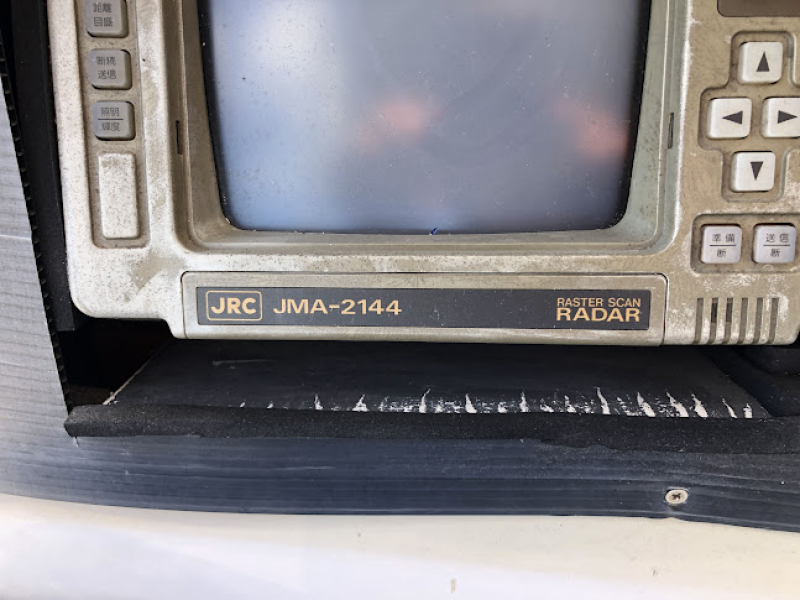 距離
目盛
断続
送信
照明
輝度
準備
断
送信
断
JRC JMA-2144
RASTER SCAN
RADAR